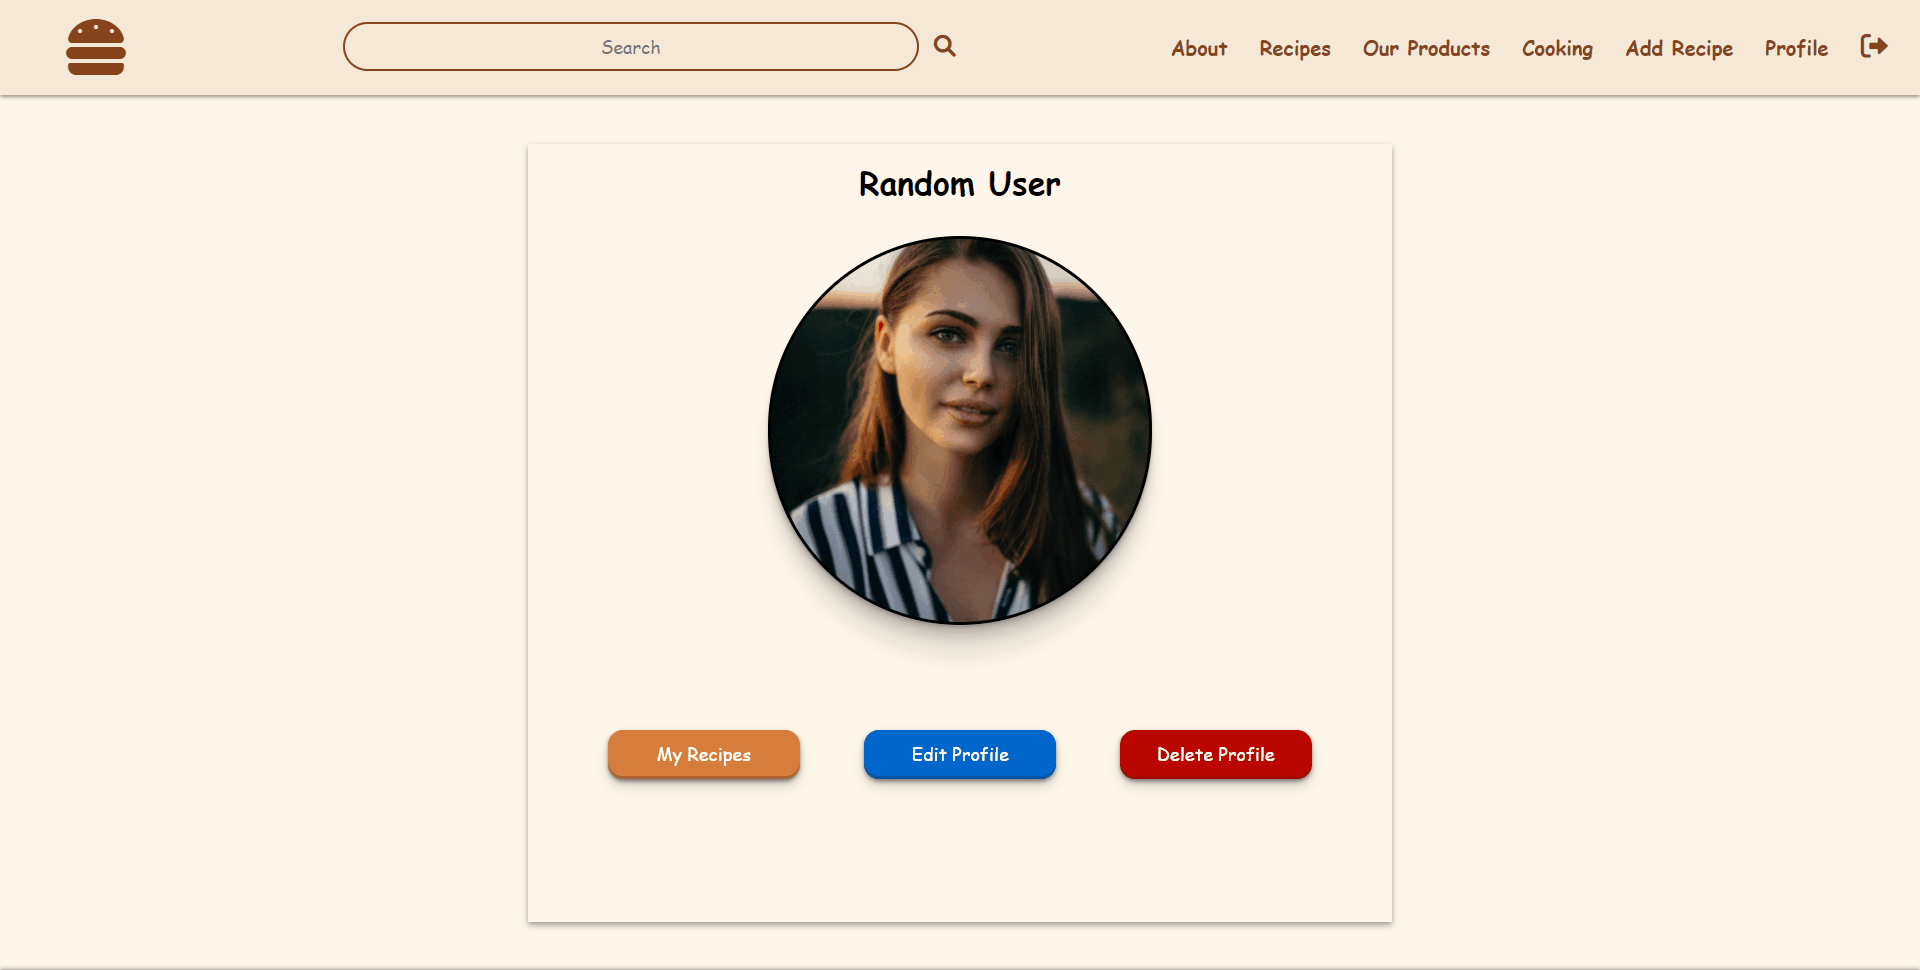 Search
About Recipes Our Products Cooking Add Recipe Profile
Random User
My Recipes Edit Profile Delete Profile